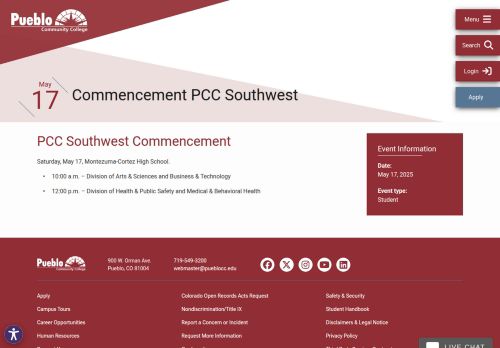 Pueblo
Community College
Menu
Search
Login
Apply
May
17
Commencement PCC Southwest
PCC Southwest Commencement
Saturday, May 17, Montezuma-Cortez High School.
• 10:00 a.m. – Division of Arts & Sciences and Business & Technology
• 12:00 p.m. – Division of Health & Public Safety and Medical & Behavioral Health
Event Information
Date:
May 17, 2025
Event type:
Student
Pueblo
Community College
900 W. Orman Ave.
Pueblo, CO 81004
719-549-3200
webmaster@pueblocc.edu
Apply
Campus Tours
Career Opportunities
Human Resources
Colorado Open Records Acts Request
Nondiscrimination/Title IX
Report a Concern or Incident
Request More Information
Safety & Security
Student Handbook
Disclaimers & Legal Notice
Privacy Policy
LIVE CHAT